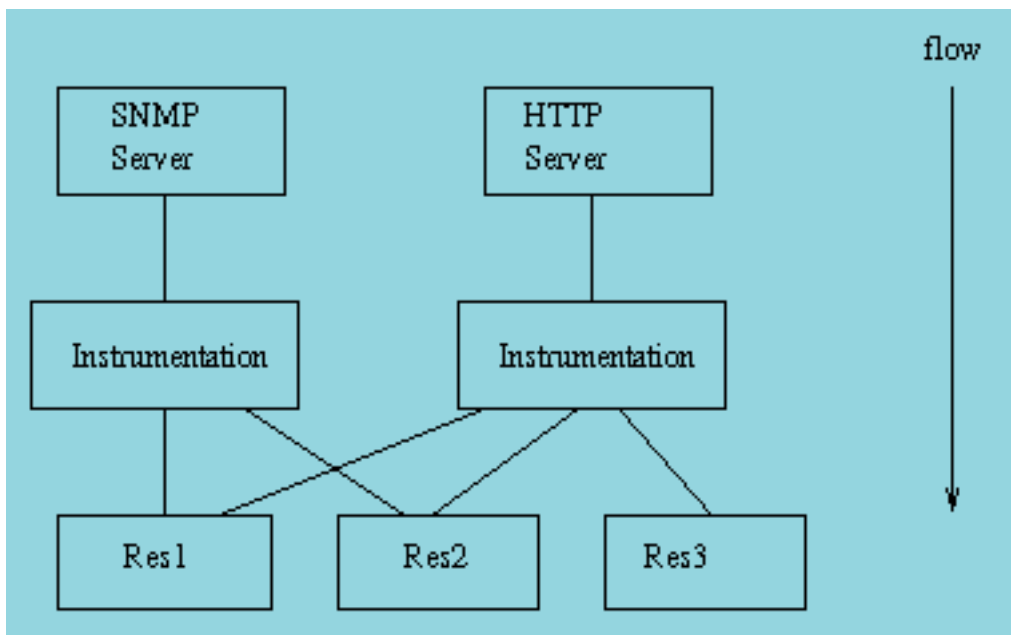 flow
SNMP
Server
HTTP
Server
Instrumentation
Instrumentation
Res1
Res2
Res3